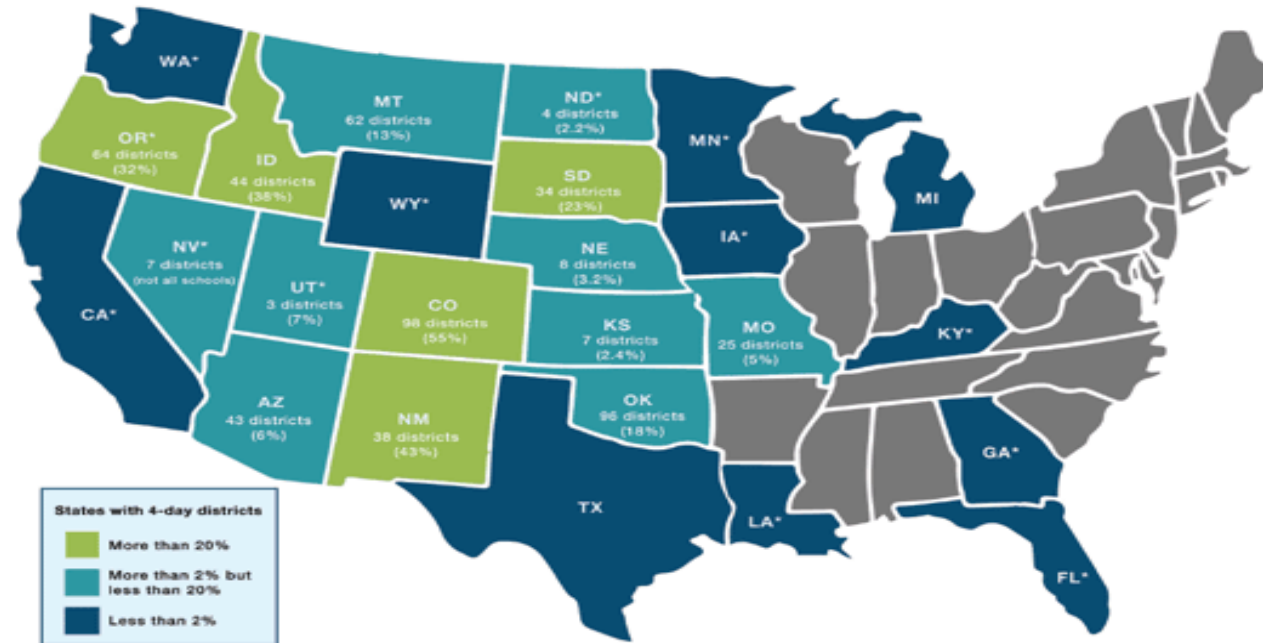 WA*
MT
62 districts
(13%)
ND*
4 districts
(2.2%)
MN*
OR*
64 districts
(32%)
ID
44 districts
(38%)
SD
34 districts
(23%)
WY*
MI
IA*
NV*
7 districts
(not all schools)
NE
8 districts
(3.2%)
UT*
3 districts
(7%)
CO
98 districts
(55%)
CA*
KS
7 districts
(2.4%)
MO
25 districts
(5%)
KY*
AZ
43 districts
(6%)
NM
38 districts
(43%)
OK
96 districts
(18%)
GA*
TX
LA*
FL*
States with 4-day districts
More than 20%
More than 2% but
less than 20%
Less than 2%